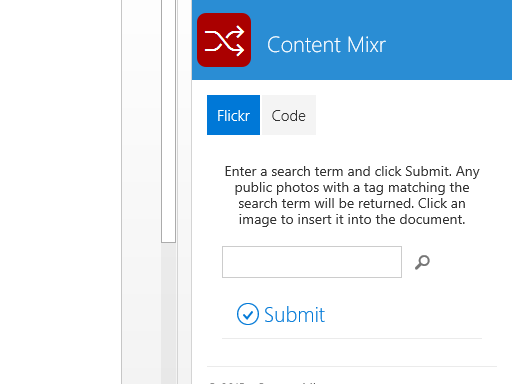 Content Mixr
Flickr Code
Enter a search term and click Submit. Any
public photos with a tag matching the
search term will be returned. Click an
image to insert it into the document.
Submit